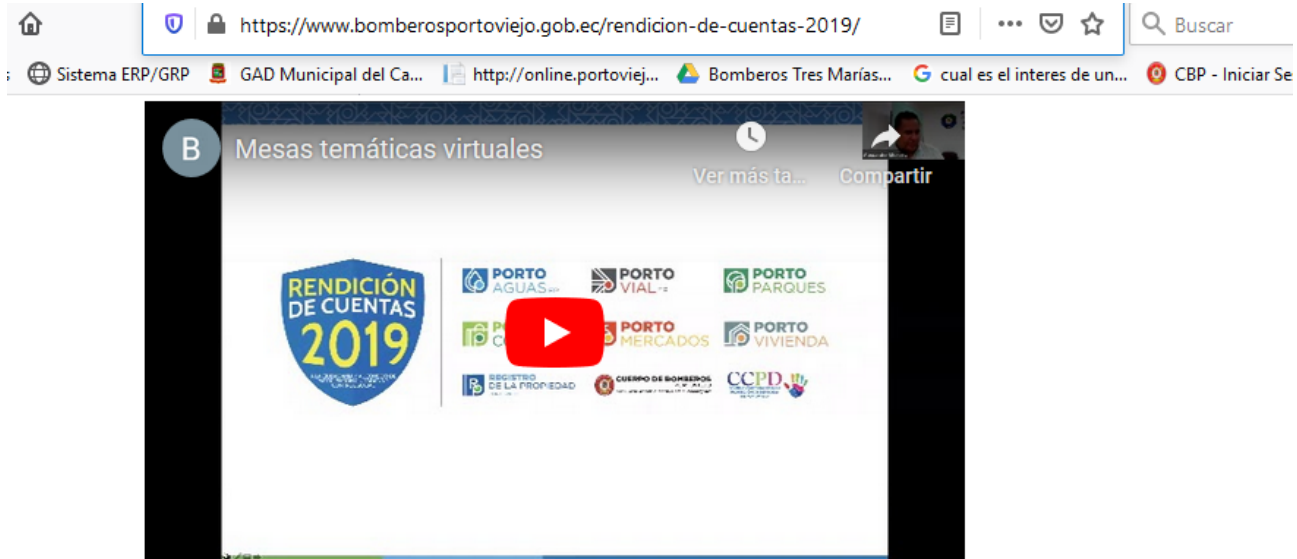 https://www.bomberosportoviejo.gob.ec/rendicion-de-cuentas-2019/
Buscar
Sistema ERP/GRP
GAD Municipal del Ca...
http://online.portoviej...
Bomberos Tres Marías...
cual es el interes de un...
CBP - Iniciar Se
B
Mesas temáticas virtuales
Ver más ta...
Compartir
RENDICIÓN
DE CUENTAS
2019
PORTO
AGUAS
PORTO
VIAL
PORTO
PARQUES
PORTO
MERCADOS
PORTO
VIVIENDA
REGISTRO
DE LA PROPIEDAD
CUERPO DE BOMBEROS
CCPD